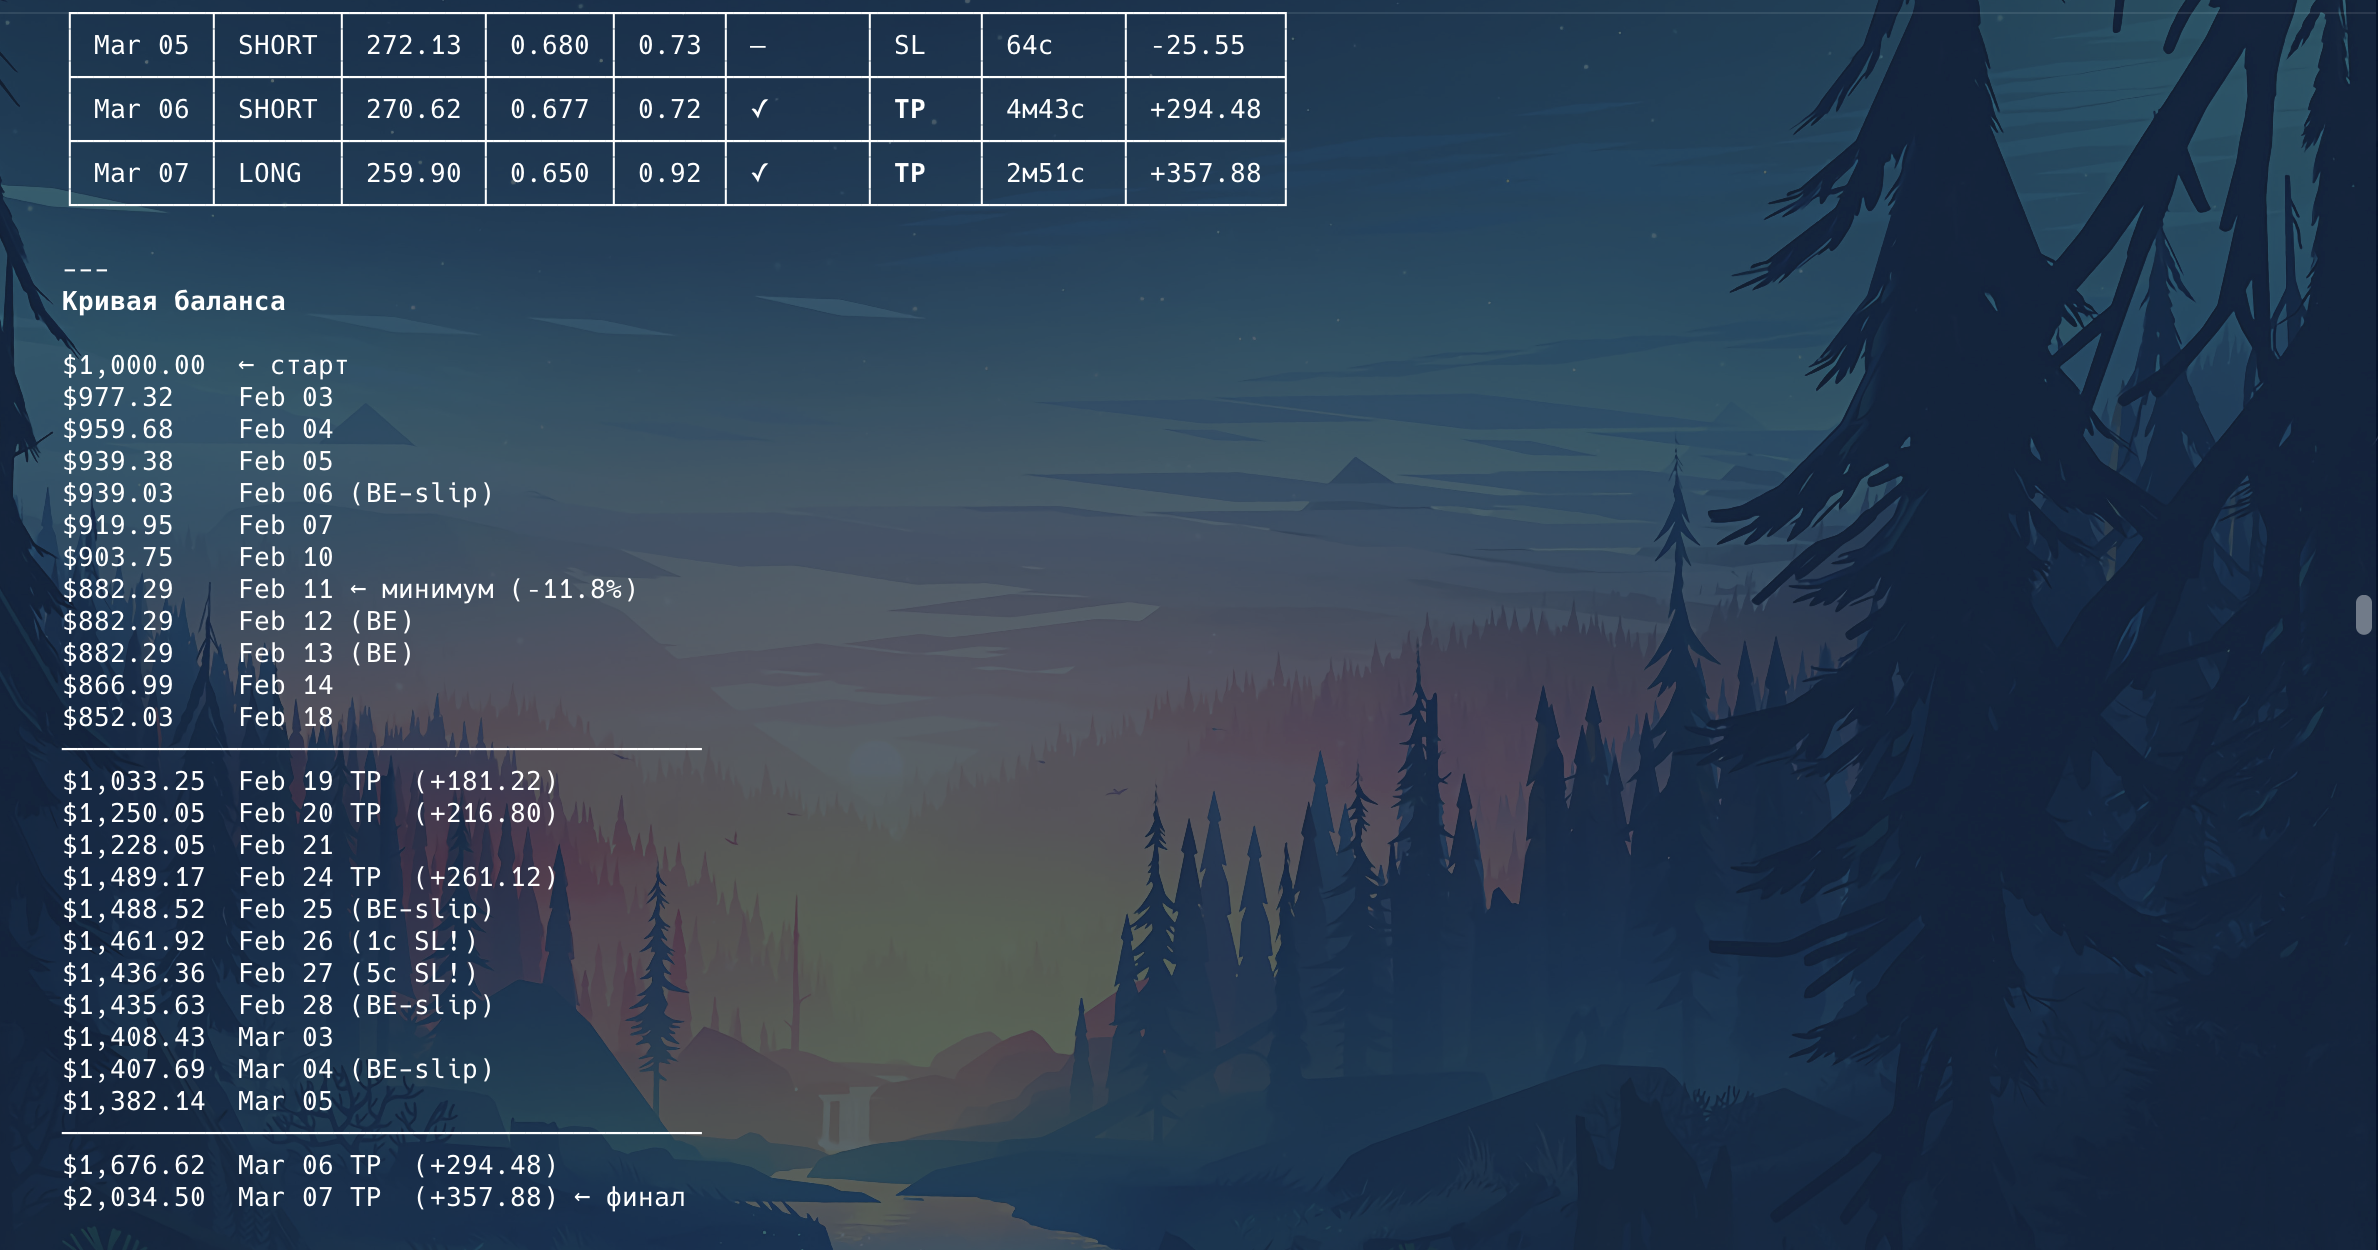 Mar 05 SHORT 272.13 0.680 0.73 — SL 64с -25.55
Mar 06 SHORT 270.62 0.677 0.72 ✓ TP 4м43с +294.48
Mar 07 LONG 259.90 0.650 0.92 ✓ TP 2м51с +357.88
---
Кривая баланса
$1,000.00 ← старт
$977.32 Feb 03
$959.68 Feb 04
$939.38 Feb 05
$939.03 Feb 06 (BE-slip)
$919.95 Feb 07
$903.75 Feb 10
$882.29 Feb 11 ← минимум (-11.8%)
$882.29 Feb 12 (BE)
$882.29 Feb 13 (BE)
$866.99 Feb 14
$852.03 Feb 18
$1,033.25 Feb 19 TP (+181.22)
$1,250.05 Feb 20 TP (+216.80)
$1,228.05 Feb 21
$1,489.17 Feb 24 TP (+261.12)
$1,488.52 Feb 25 (BE-slip)
$1,461.92 Feb 26 (1с SL!)
$1,436.36 Feb 27 (5с SL!)
$1,435.63 Feb 28 (BE-slip)
$1,408.43 Mar 03
$1,407.69 Mar 04 (BE-slip)
$1,382.14 Mar 05
$1,676.62 Mar 06 TP (+294.48)
$2,034.50 Mar 07 TP (+357.88) ← финал